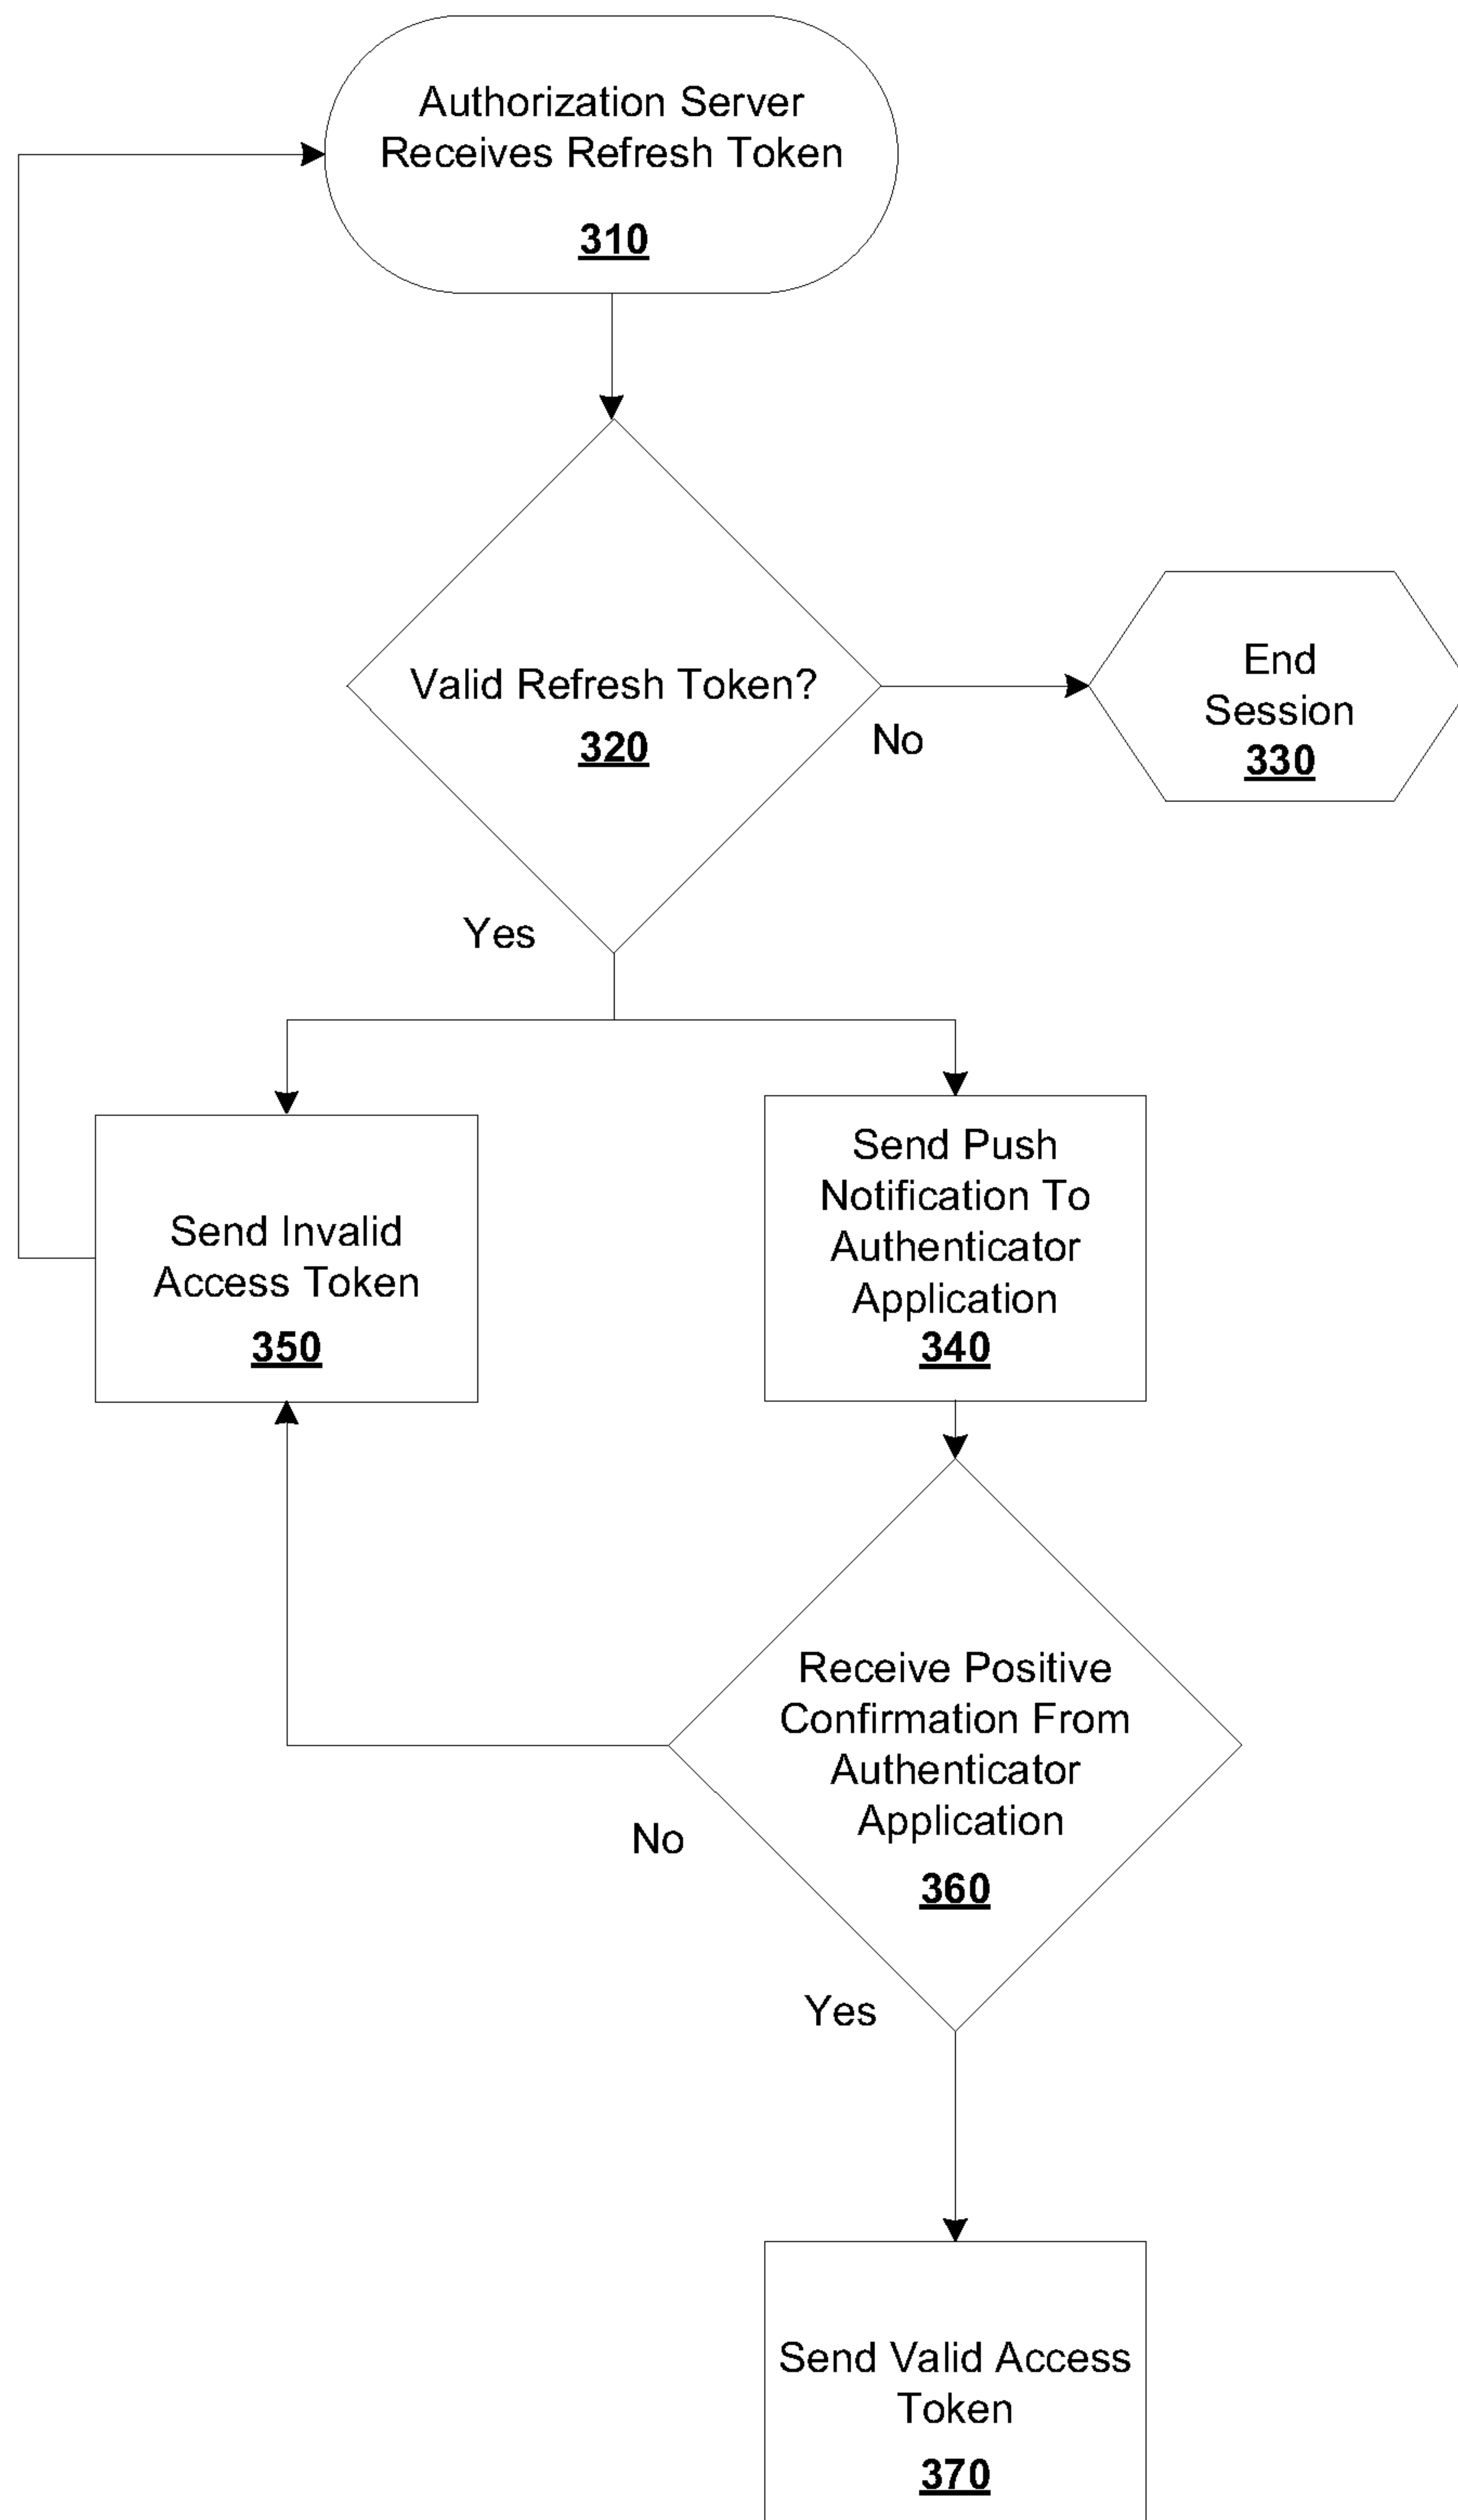 Authorization Server
Receives Refresh Token
310
Valid Refresh Token?
320
No
End
Session
330
Yes
Send Invalid
Access Token
350
Send Push
Notification To
Authenticator
Application
340
Receive Positive
Confirmation From
Authenticator
Application
360
No
Yes
Send Valid Access
Token
370